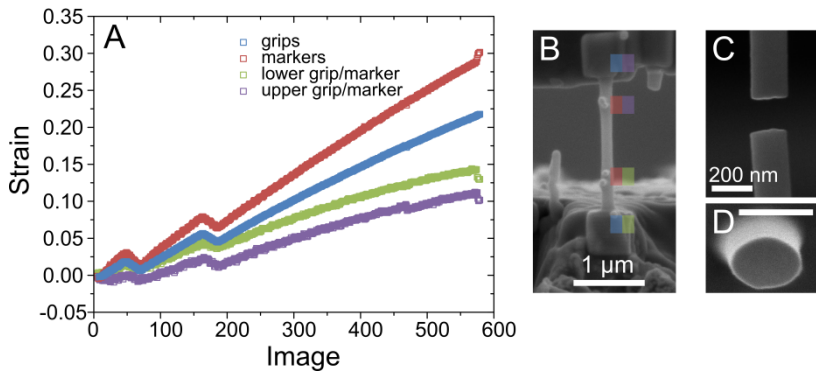 A
grips
markers
lower grip/marker
upper grip/marker
Strain
0.35
0.30
0.25
0.20
0.15
0.10
0.05
0.00
-0.05
0 100 200 300 400 500 600
Image
B
1 μm
C
200 nm
D